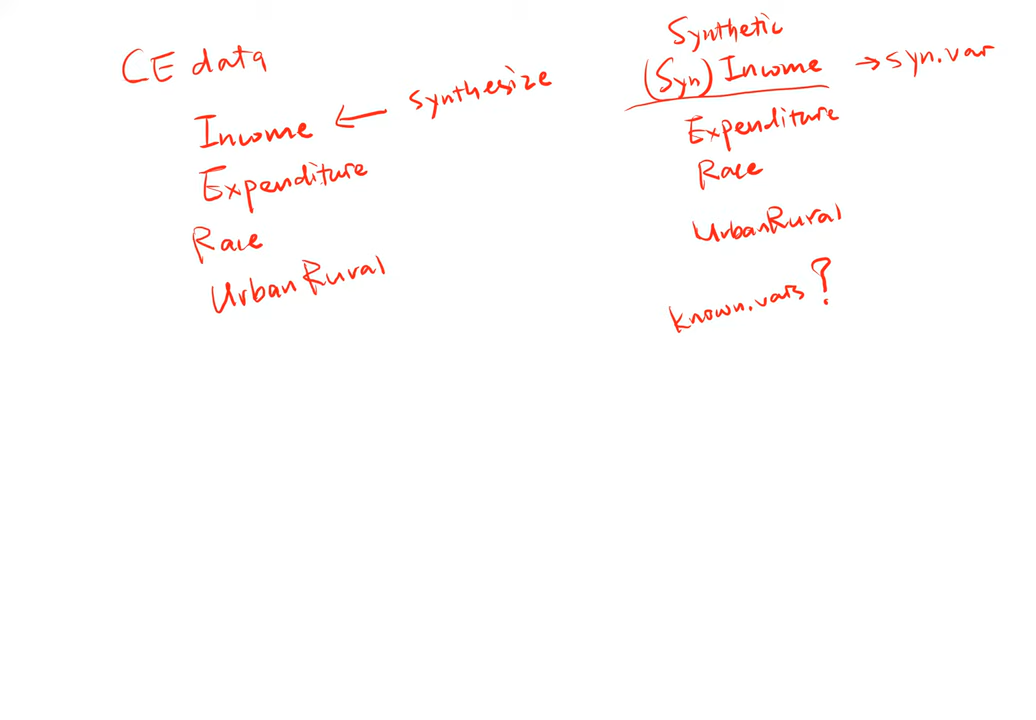 CE data
Income ← synthesize
Expenditure
Race
UrbanRural
Synthetic
(Syn) Income → syn.var
Expenditure
Race
UrbanRural
known.vars ?